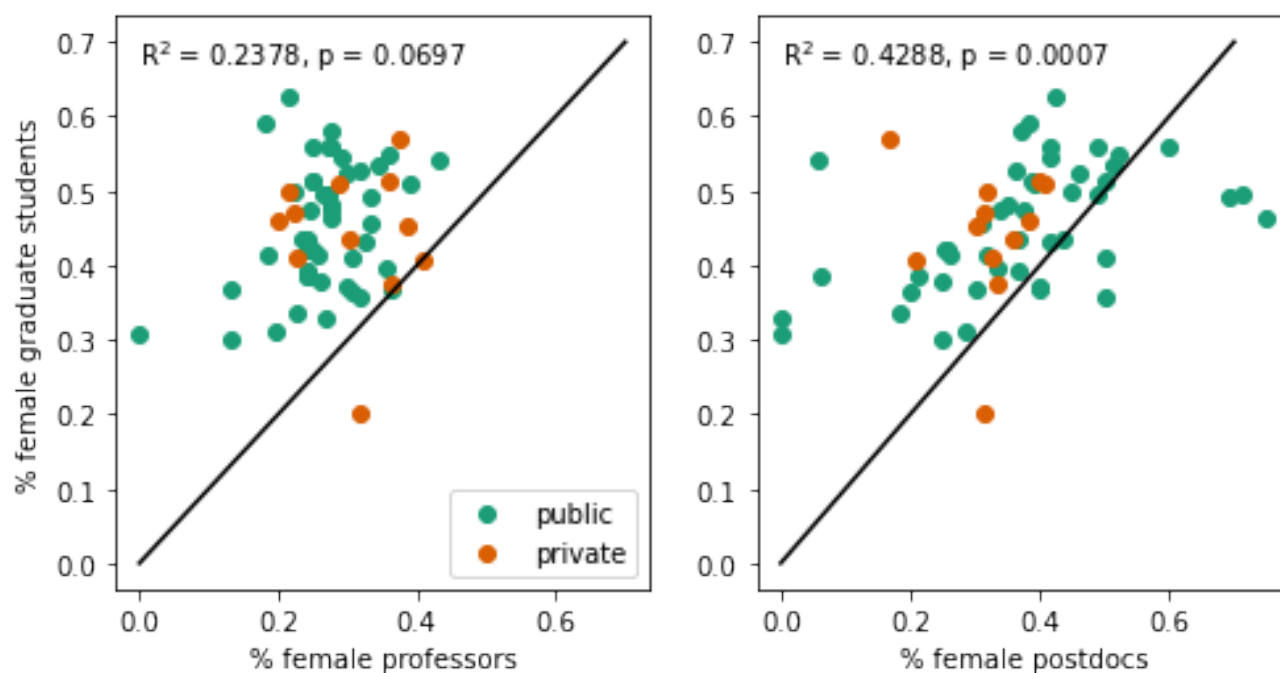 R² = 0.2378, p = 0.0697
% female graduate students
0.7
0.6
0.5
0.4
0.3
0.2
0.1
0.0
public
private
0.0 0.2 0.4 0.6
% female professors
R² = 0.4288, p = 0.0007
0.7
0.6
0.5
0.4
0.3
0.2
0.1
0.0
0.0 0.2 0.4 0.6
% female postdocs